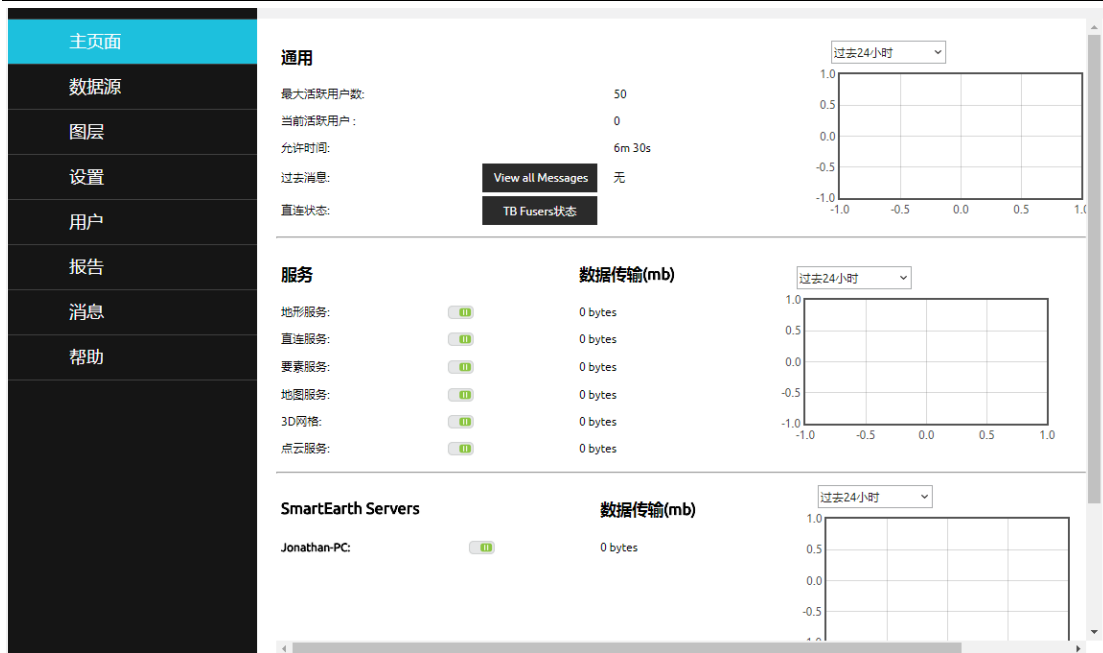 主页面
数据源
图层
设置
用户
报告
消息
帮助
通用
过去24小时
最大活跃用户数: 50
当前活跃用户 : 0
允许时间: 6m 30s
过去消息: View all Messages 无
直连状态: TB Fusers状态
1.0
0.5
0.0
-0.5
-1.0
-1.0 -0.5 0.0 0.5 1.0
服务 数据传输(mb)
过去24小时
地形服务: 0 bytes
直连服务: 0 bytes
要素服务: 0 bytes
地图服务: 0 bytes
3D网格: 0 bytes
点云服务: 0 bytes
1.0
0.5
0.0
-0.5
-1.0
-1.0 -0.5 0.0 0.5 1.0
SmartEarth Servers 数据传输(mb)
过去24小时
Jonathan-PC: 0 bytes
1.0
0.5
0.0
-0.5